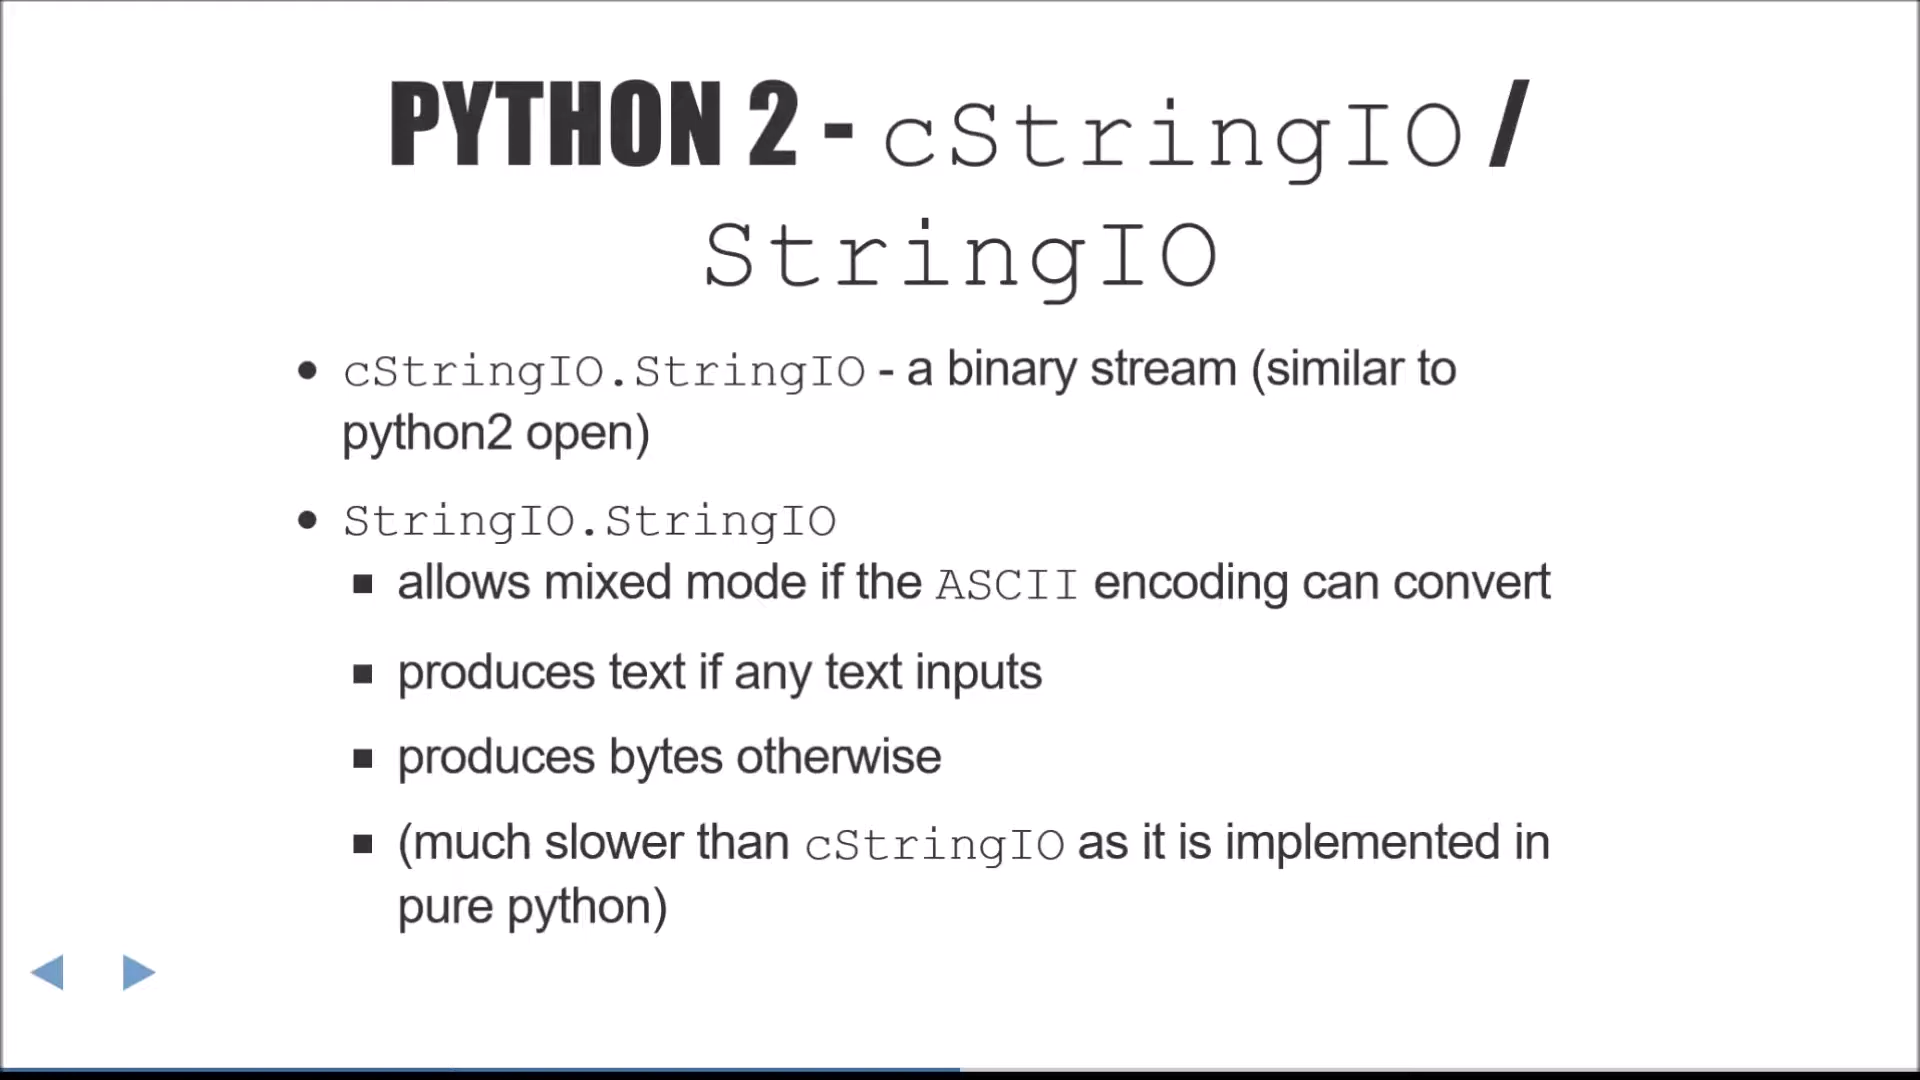 PYTHON 2 - cStringIO /
StringIO
• cStringIO.StringIO - a binary stream (similar to
python2 open)
• StringIO.StringIO
▪ allows mixed mode if the ASCII encoding can convert
▪ produces text if any text inputs
▪ produces bytes otherwise
▪ (much slower than cStringIO as it is implemented in
pure python)